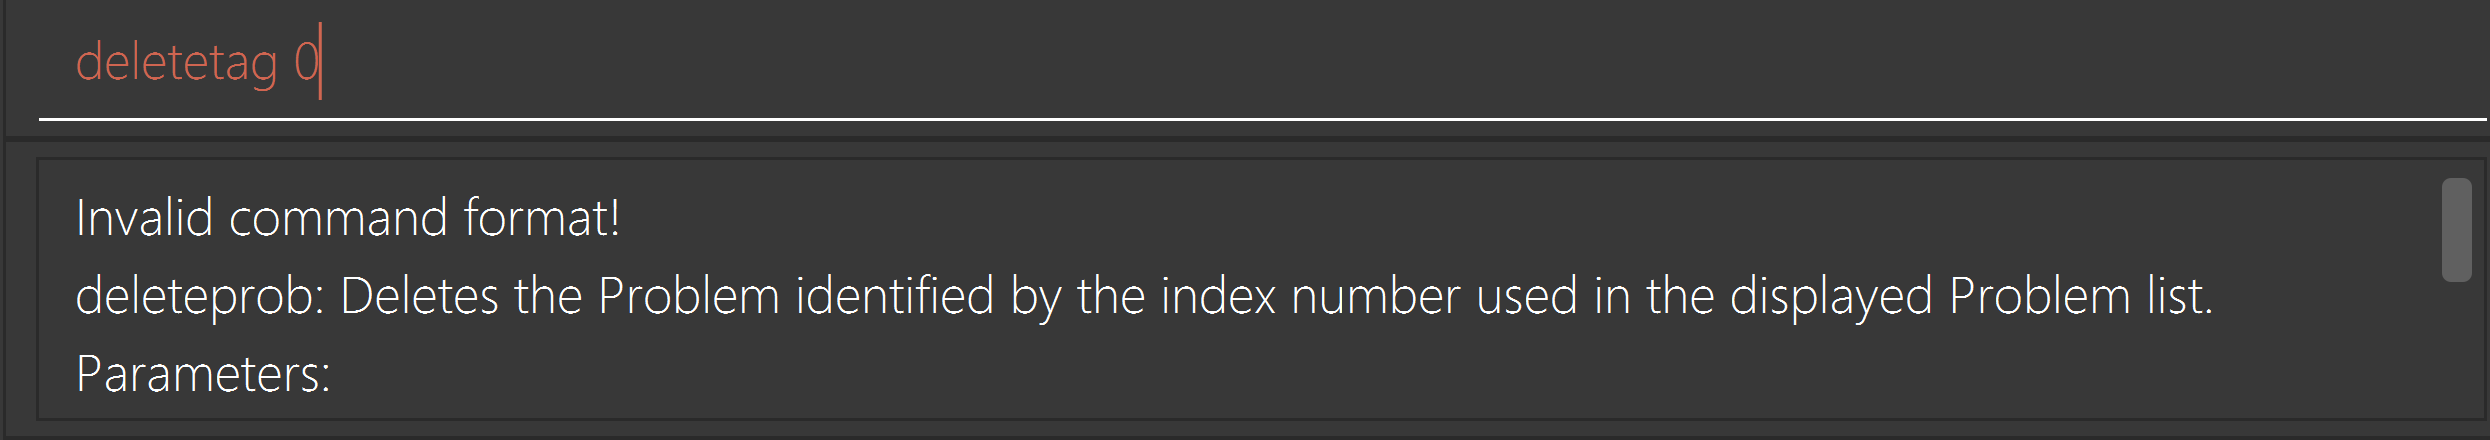 deletetag 0
Invalid command format!
deleteprob: Deletes the Problem identified by the index number used in the displayed Problem list.
Parameters: